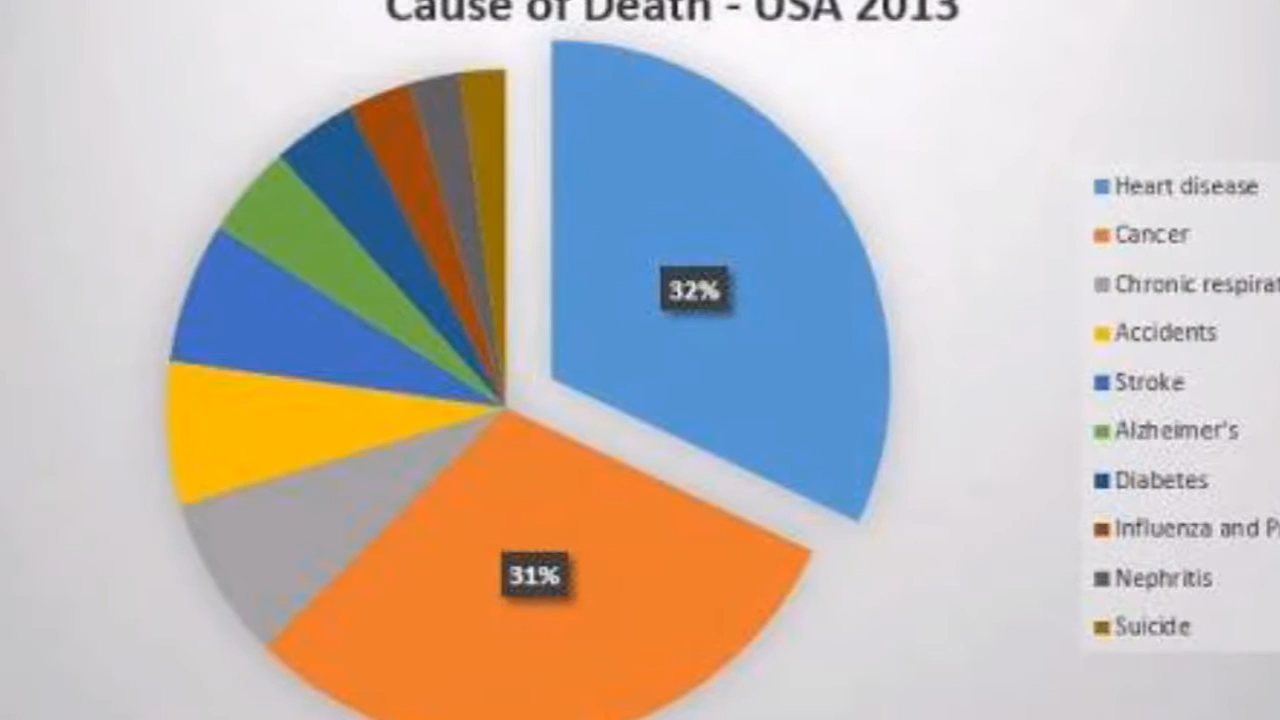 Cause of Death - USA 2013
32%
31%
Heart disease
Cancer
Chronic
Accidents
Stroke
Alzheimer's
Diabetes
Influenza and
Nephritis
Suicide